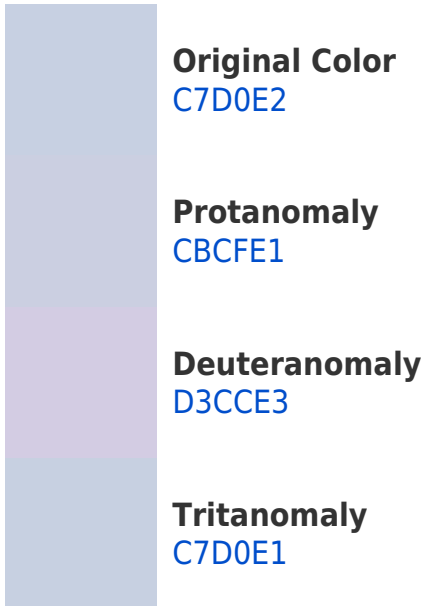 Original Color
C7D0E2
Protanomaly
CBCFE1
Deuteranomaly
D3CCE3
Tritanomaly
C7D0E1